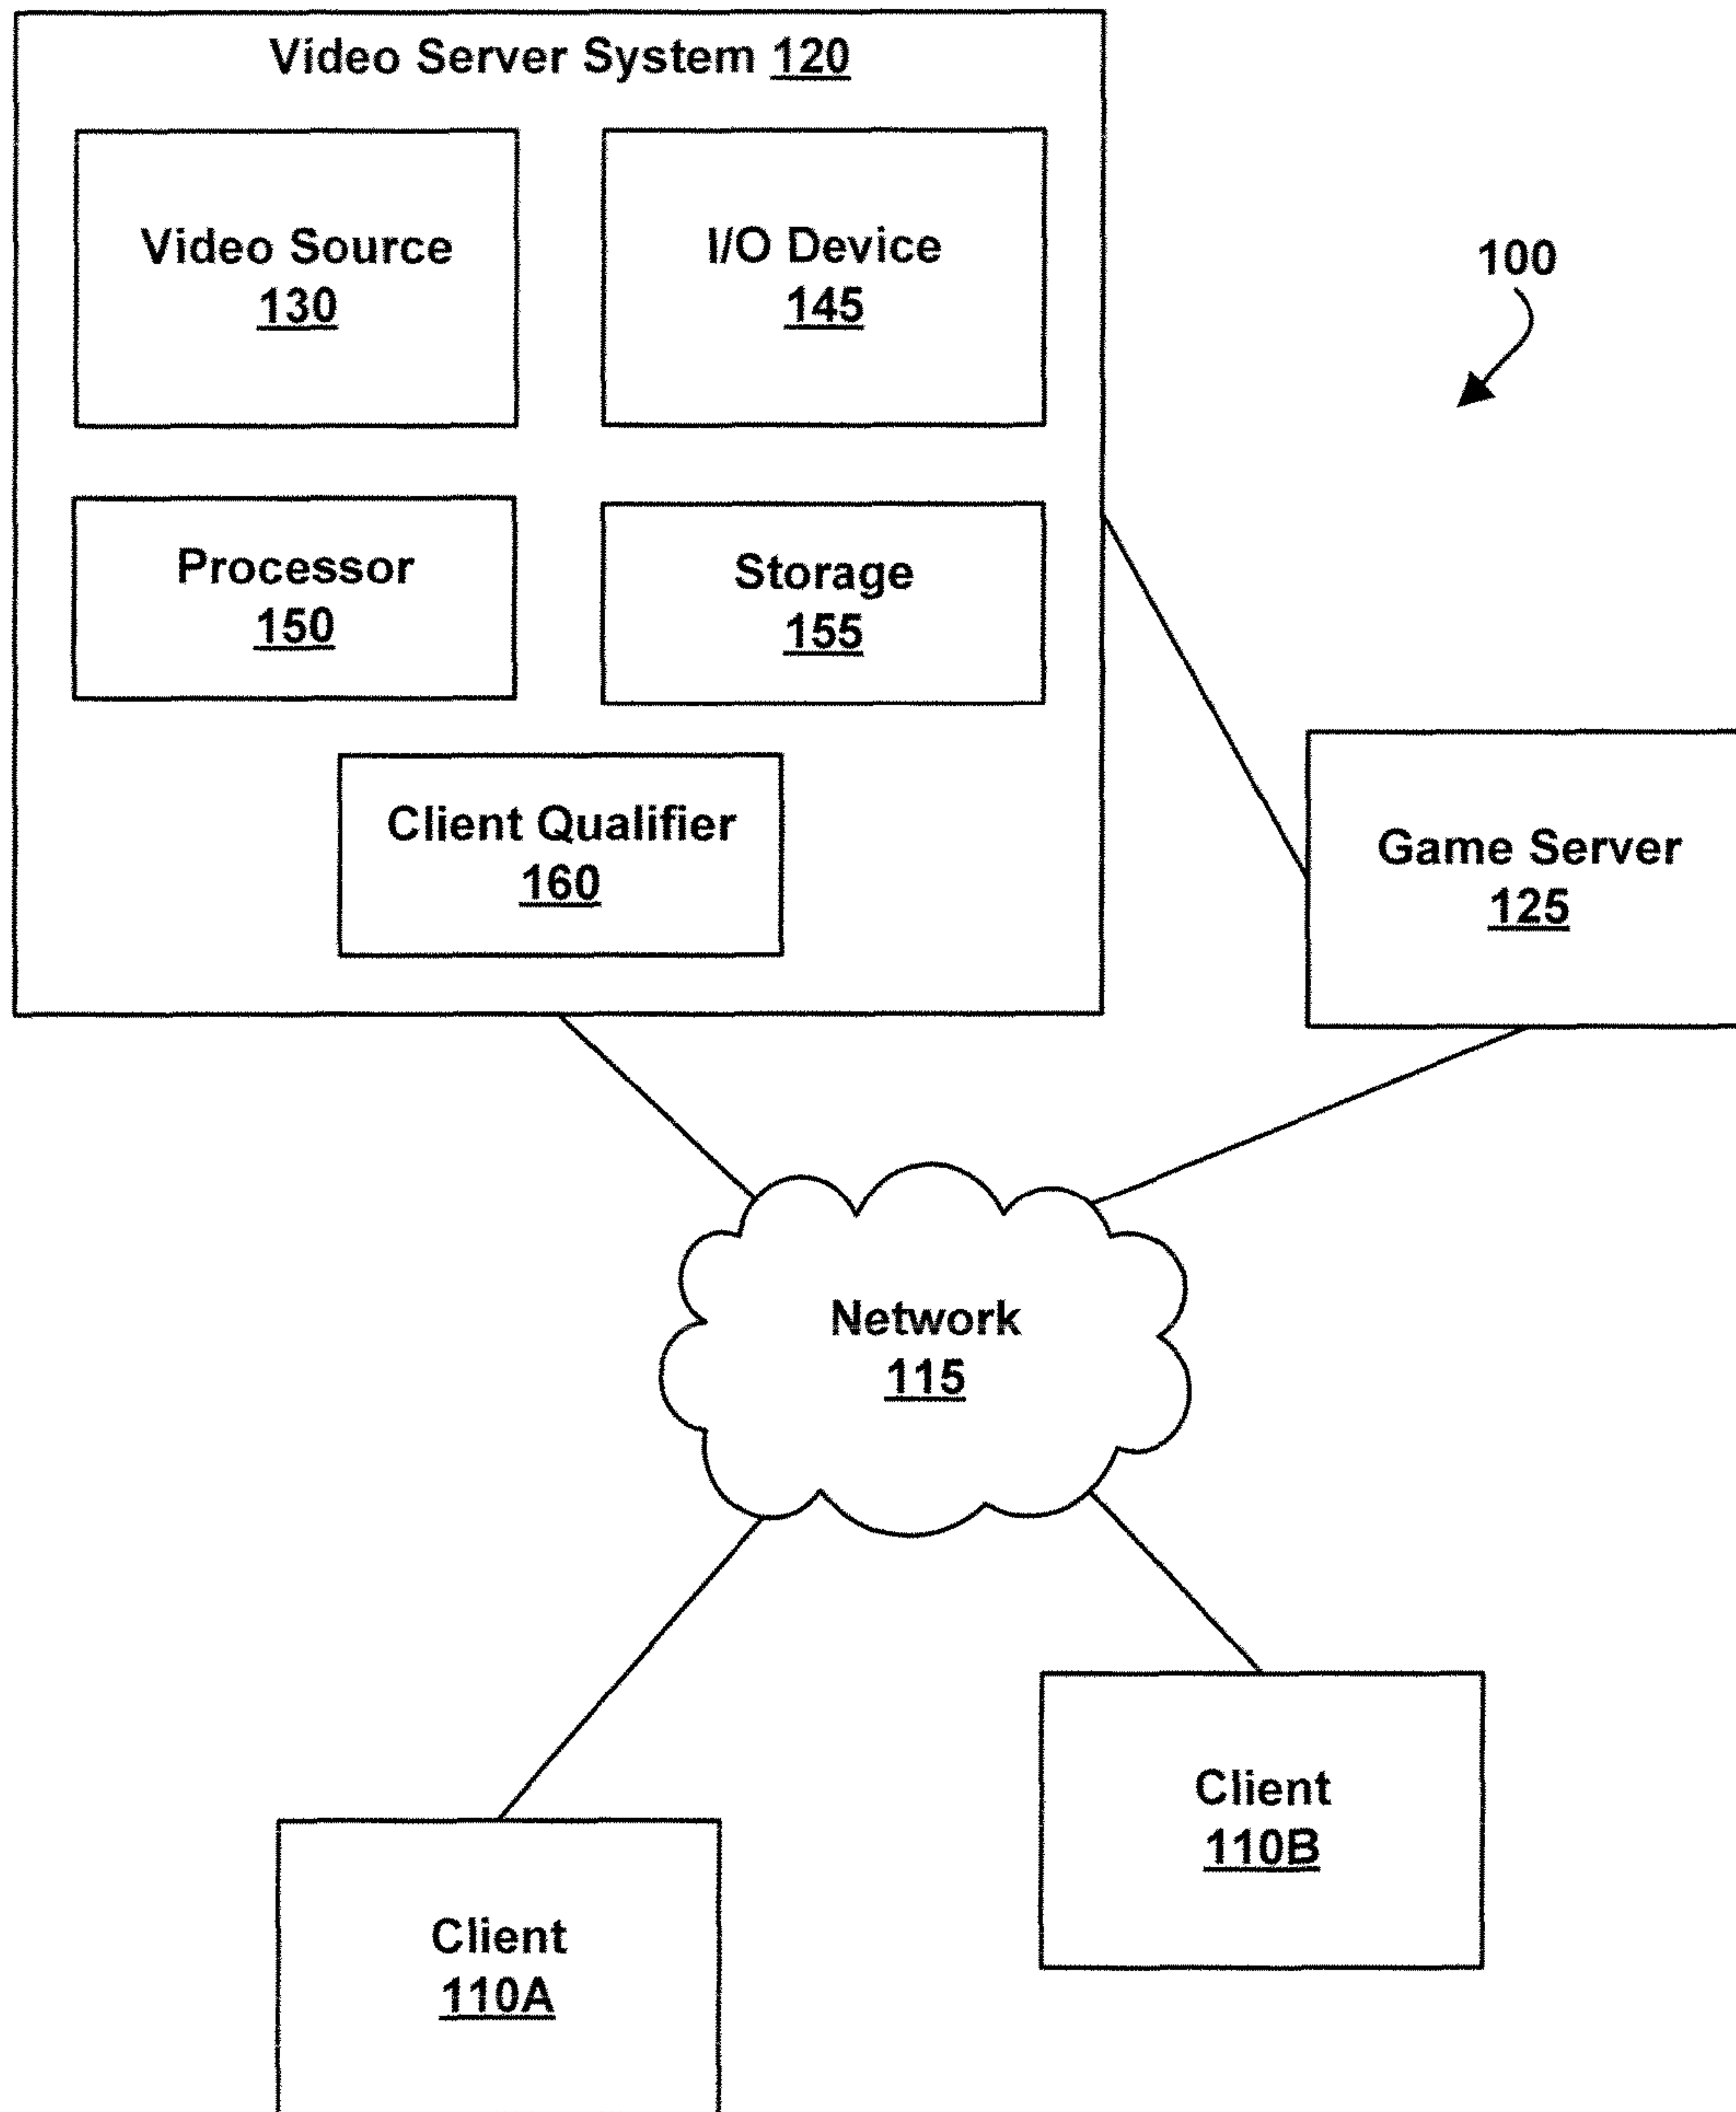 Video Server System 120
Video Source
130
I/O Device
145
100
Processor
150
Storage
155
Client Qualifier
160
Game Server
125
Network
115
Client
110B
Client
110A